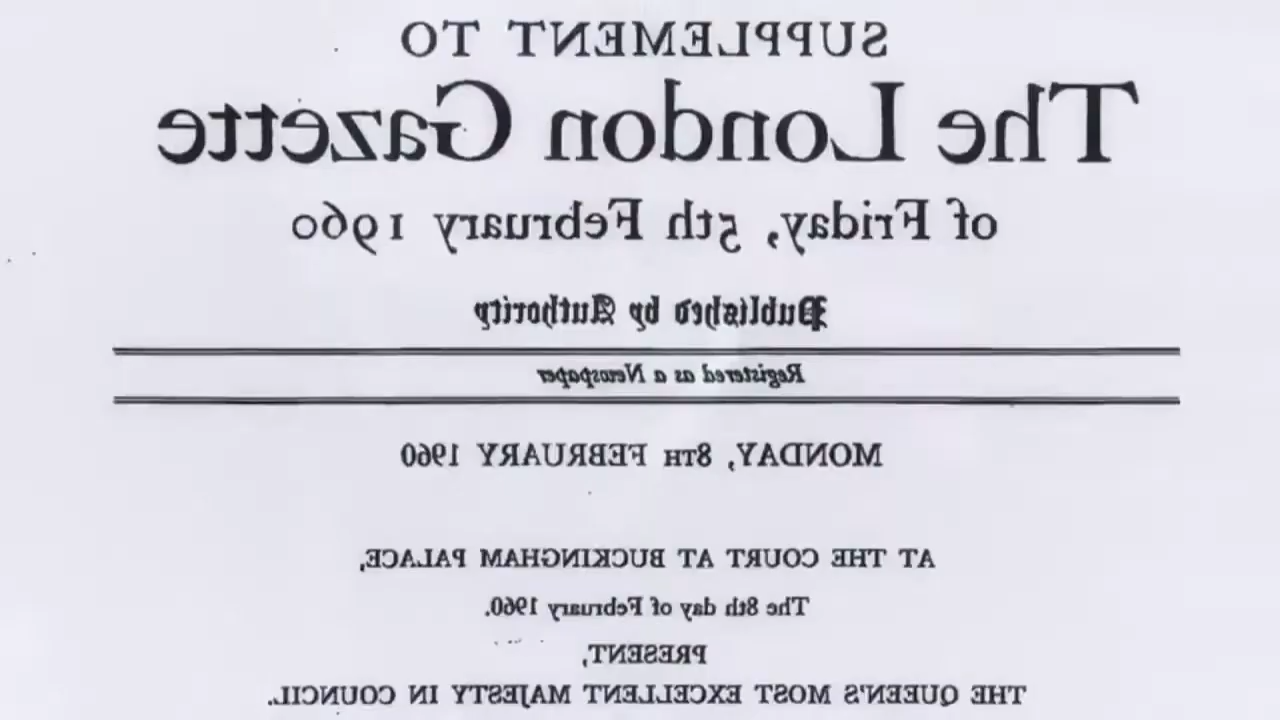 SUPPLEMENT TO
The London Gazette
of Friday, 5th February 1960
Published by Authority
Registered as a Newspaper
MONDAY, 8TH FEBRUARY 1960
AT THE COURT AT BUCKINGHAM PALACE,
The 8th day of February 1960.
PRESENT,
THE QUEEN'S MOST EXCELLENT MAJESTY IN COUNCIL.